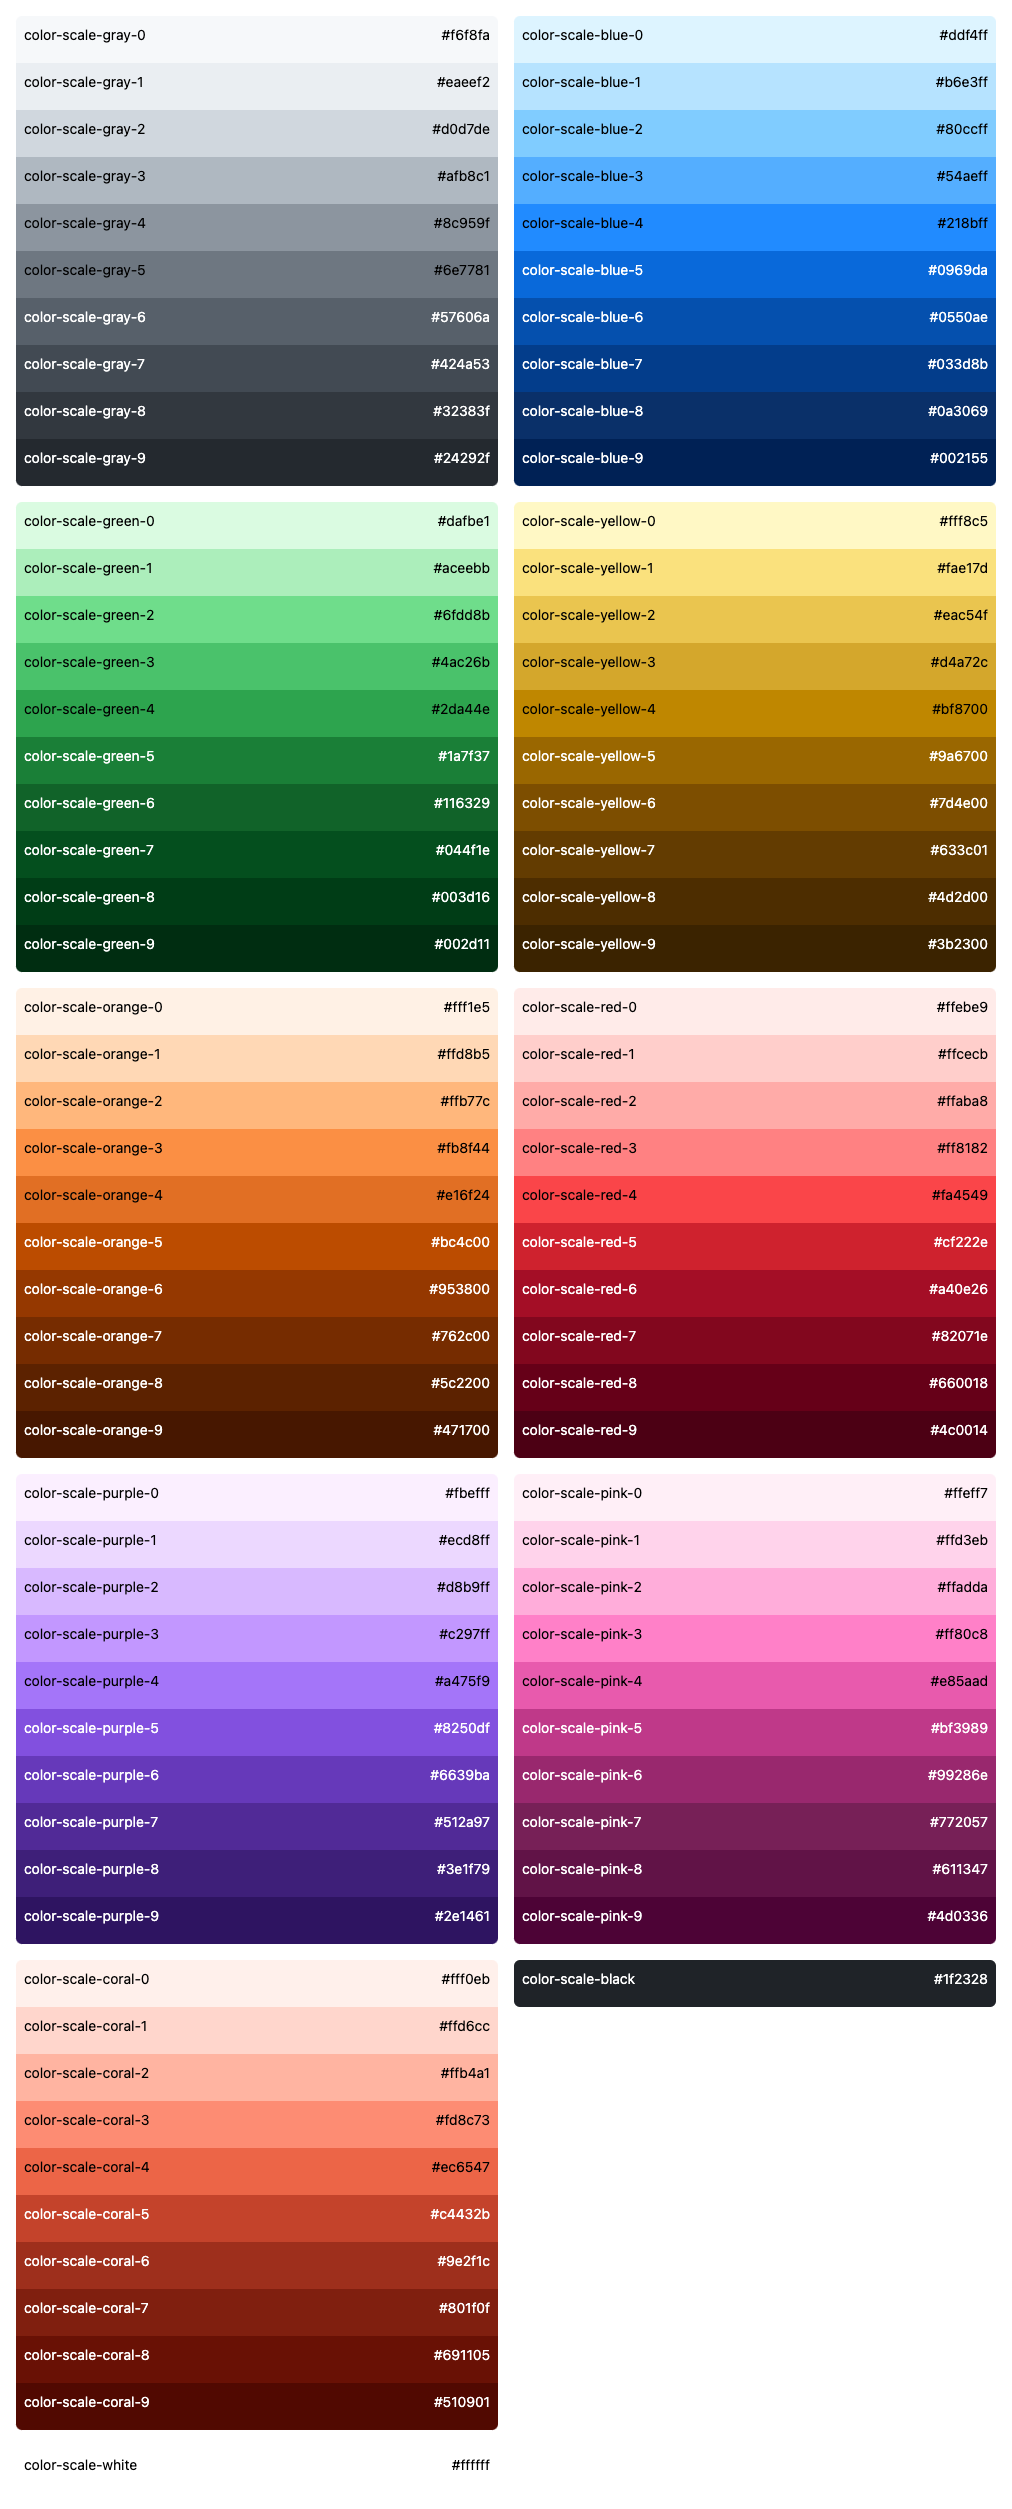 color-scale-gray-0 #f6f8fa
color-scale-gray-1 #eaeef2
color-scale-gray-2 #d0d7de
color-scale-gray-3 #afb8c1
color-scale-gray-4 #8c959f
color-scale-gray-5 #6e7781
color-scale-gray-6 #57606a
color-scale-gray-7 #424a53
color-scale-gray-8 #32383f
color-scale-gray-9 #24292f
color-scale-blue-0 #ddf4ff
color-scale-blue-1 #b6e3ff
color-scale-blue-2 #80ccff
color-scale-blue-3 #54aeff
color-scale-blue-4 #218bff
color-scale-blue-5 #0969da
color-scale-blue-6 #0550ae
color-scale-blue-7 #033d8b
color-scale-blue-8 #0a3069
color-scale-blue-9 #002155
color-scale-green-0 #dafbe1
color-scale-green-1 #aceebb
color-scale-green-2 #6fdd8b
color-scale-green-3 #4ac26b
color-scale-green-4 #2da44e
color-scale-green-5 #1a7f37
color-scale-green-6 #116329
color-scale-green-7 #044f1e
color-scale-green-8 #003d16
color-scale-green-9 #002d11
color-scale-yellow-0 #fff8c5
color-scale-yellow-1 #fae17d
color-scale-yellow-2 #eac54f
color-scale-yellow-3 #d4a72c
color-scale-yellow-4 #bf8700
color-scale-yellow-5 #9a6700
color-scale-yellow-6 #7d4e00
color-scale-yellow-7 #633c01
color-scale-yellow-8 #4d2d00
color-scale-yellow-9 #3b2300
color-scale-orange-0 #fff1e5
color-scale-orange-1 #ffd8b5
color-scale-orange-2 #ffb77c
color-scale-orange-3 #fb8f44
color-scale-orange-4 #e16f24
color-scale-orange-5 #bc4c00
color-scale-orange-6 #953800
color-scale-orange-7 #762c00
color-scale-orange-8 #5c2200
color-scale-orange-9 #471700
color-scale-red-0 #ffebe9
color-scale-red-1 #ffcecb
color-scale-red-2 #ffaba8
color-scale-red-3 #ff8182
color-scale-red-4 #fa4549
color-scale-red-5 #cf222e
color-scale-red-6 #a40e26
color-scale-red-7 #82071e
color-scale-red-8 #660018
color-scale-red-9 #4c0014
color-scale-purple-0 #fbefff
color-scale-purple-1 #ecd8ff
color-scale-purple-2 #d8b9ff
color-scale-purple-3 #c297ff
color-scale-purple-4 #a475f9
color-scale-purple-5 #8250df
color-scale-purple-6 #6639ba
color-scale-purple-7 #512a97
color-scale-purple-8 #3e1f79
color-scale-purple-9 #2e1461
color-scale-pink-0 #ffeff7
color-scale-pink-1 #ffd3eb
color-scale-pink-2 #ffadda
color-scale-pink-3 #ff80c8
color-scale-pink-4 #e85aad
color-scale-pink-5 #bf3989
color-scale-pink-6 #99286e
color-scale-pink-7 #772057
color-scale-pink-8 #611347
color-scale-pink-9 #4d0336
color-scale-coral-0 #fff0eb
color-scale-coral-1 #ffd6cc
color-scale-coral-2 #ffb4a1
color-scale-coral-3 #fd8c73
color-scale-coral-4 #ec6547
color-scale-coral-5 #c4432b
color-scale-coral-6 #9e2f1c
color-scale-coral-7 #801f0f
color-scale-coral-8 #691105
color-scale-coral-9 #510901
color-scale-black #1f2328
color-scale-white #ffffff